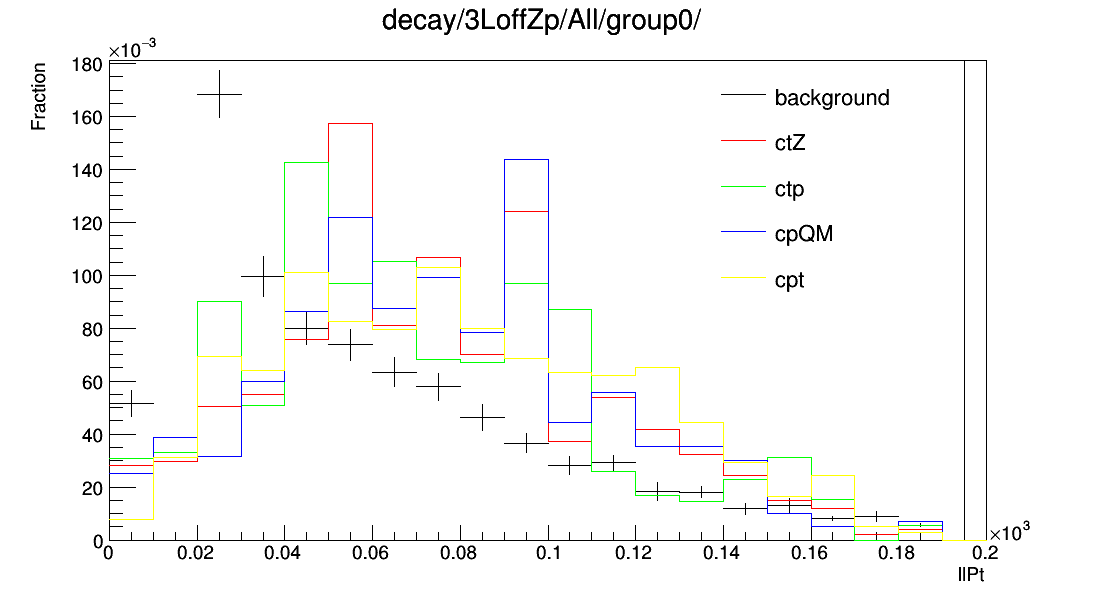 decay/3LoffZp/All/group0/
×10⁻³
Fraction
180
160
140
120
100
80
60
40
20
0
background
ctZ
ctp
cpQM
cpt
0 0.02 0.04 0.06 0.08 0.1 0.12 0.14 0.16 0.18 0.2
×10³
llPt